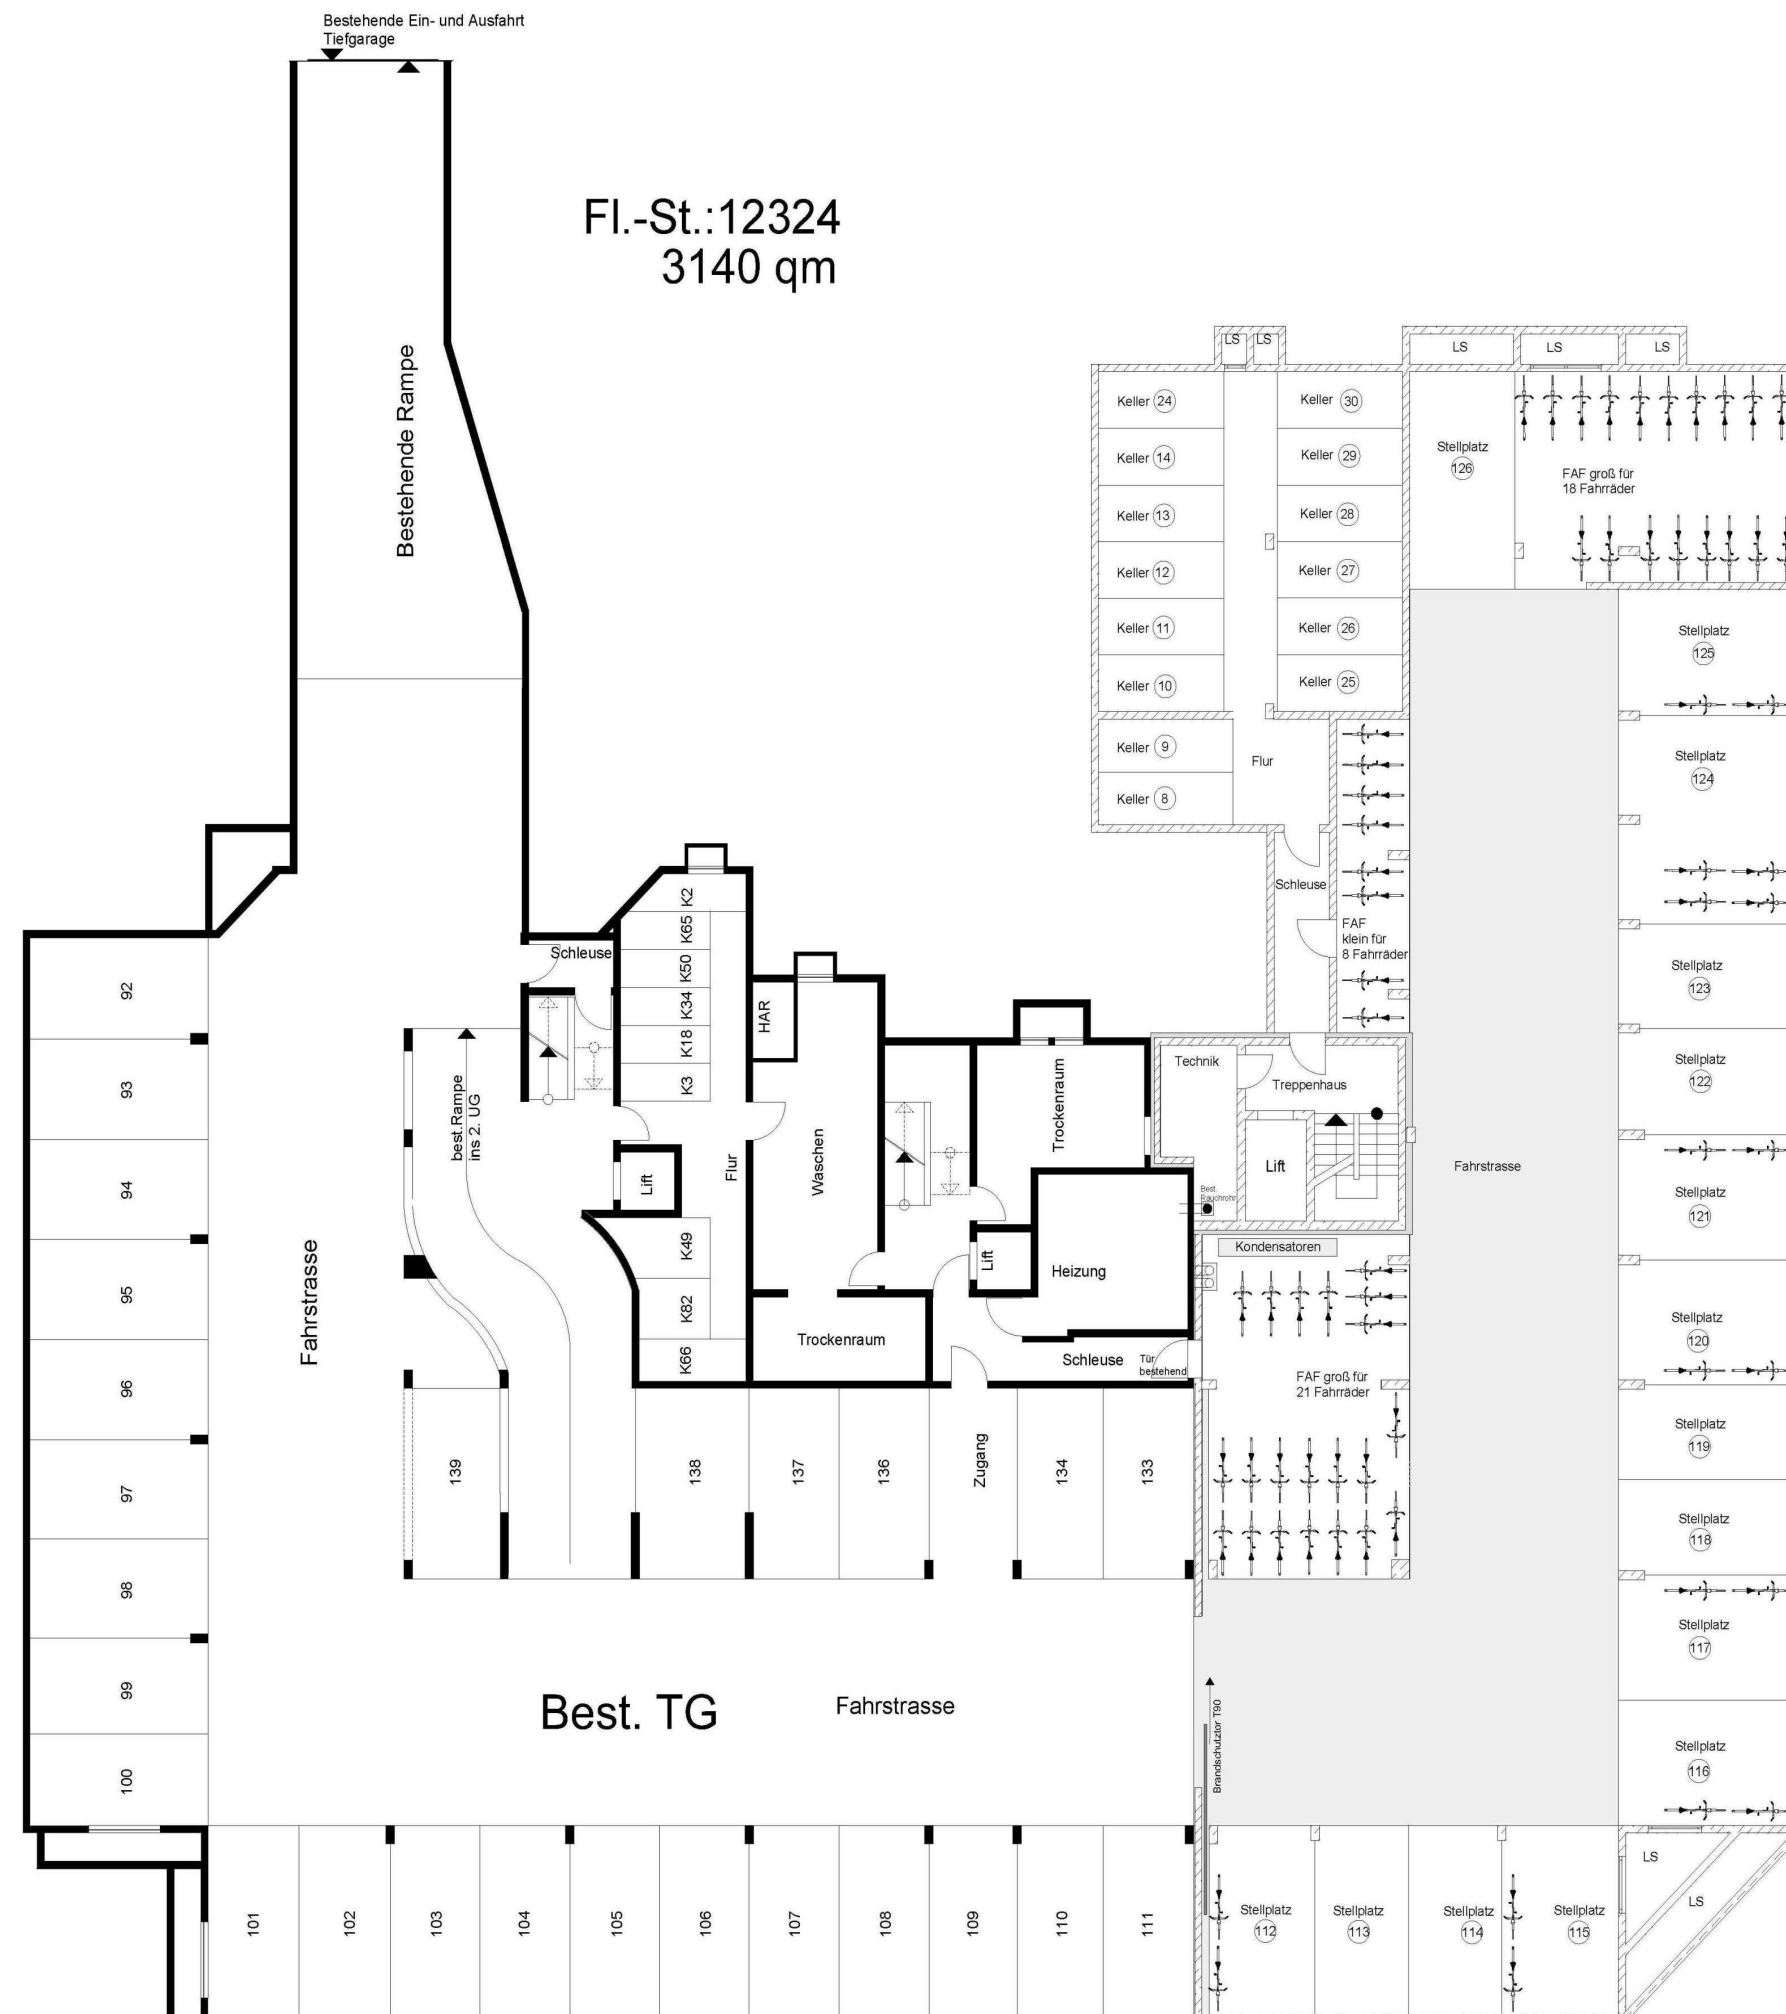 Bestehende Ein- und Ausfahrt
Tiefgarage
Fl.-St.:12324
3140 qm
Bestehende Rampe
LS
LS
LS
LS
LS
Keller 24
Keller 14
Keller 13
Keller 12
Keller 11
Keller 10
Keller 9
Keller 8
Keller 30
Keller 29
Keller 28
Keller 27
Keller 26
Keller 25
Flur
Schleuse
Stellplatz
126
FAF groß für
18 Fahrräder
Stellplatz
125
Stellplatz
124
Stellplatz
123
Stellplatz
122
Stellplatz
121
Stellplatz
120
Stellplatz
119
Stellplatz
118
Stellplatz
117
Stellplatz
116
FAF
klein für
8 Fahrräder
Fahrstrasse
Technik
Treppenhaus
Lift
Best.
Rauchrohr
Kondensatoren
FAF groß für
21 Fahrräder
92
93
94
95
96
97
98
99
100
Fahrstrasse
best.Rampe
ins 2. UG
Schleuse
K2
K65
K50
K34
K18
K3
Lift
Flur
K49
K82
K66
HAR
Waschen
Trockenraum
Trockenraum
Lift
Heizung
Schleuse
Tür
bestehend
139
138
137
136
Zugang
134
133
Best. TG
Fahrstrasse
Brandschutztor T90
101
102
103
104
105
106
107
108
109
110
111
Stellplatz
112
Stellplatz
113
Stellplatz
114
Stellplatz
115
LS
LS